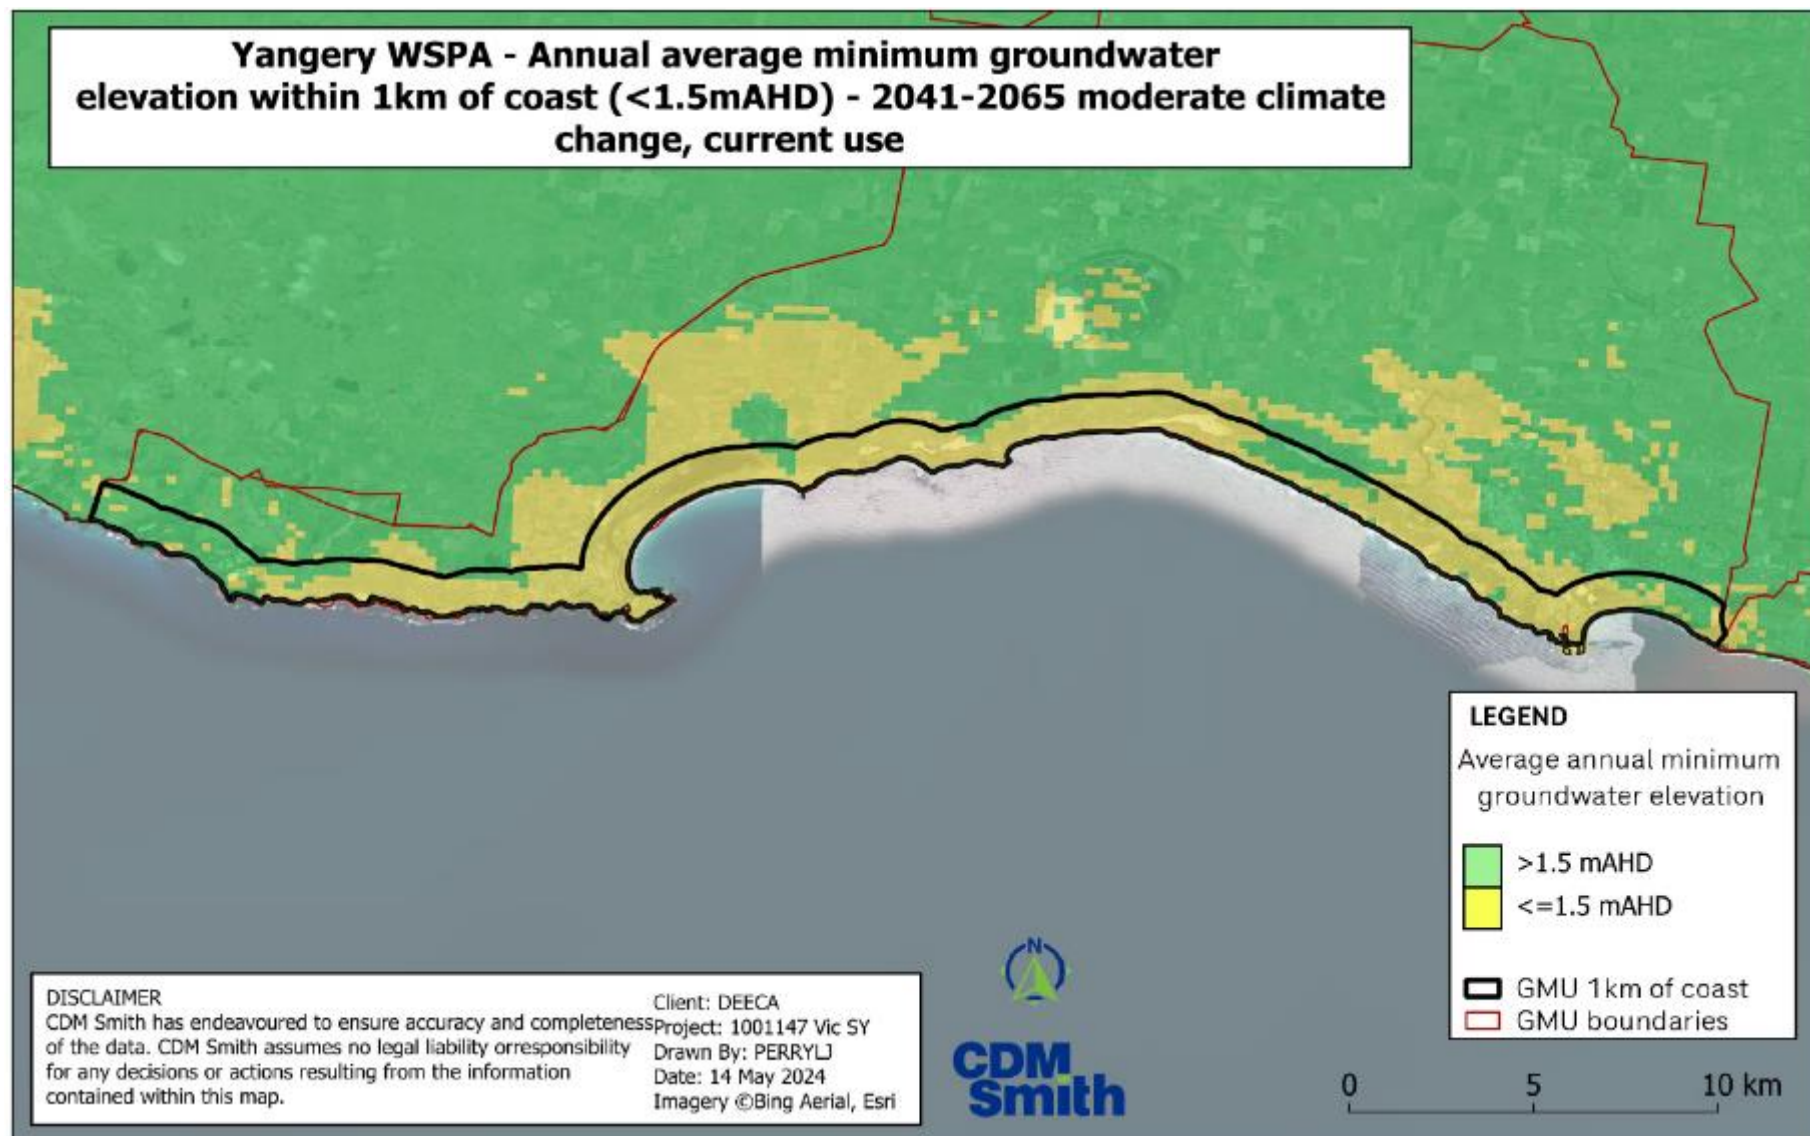 Yangery WSPA - Annual average minimum groundwater
elevation within 1km of coast (<1.5mAHD) - 2041-2065 moderate climate
change, current use
LEGEND
Average annual minimum
groundwater elevation
>1.5 mAHD
<=1.5 mAHD
GMU 1km of coast
GMU boundaries
DISCLAIMER
CDM Smith has endeavoured to ensure accuracy and completeness
of the data. CDM Smith assumes no legal liability orresponsibility
for any decisions or actions resulting from the information
contained within this map.
Client: DEECA
Project: 1001147 Vic SY
Drawn By: PERRYLJ
Date: 14 May 2024
Imagery ©Bing Aerial, Esri
N
CDM
Smith
0 5 10 km